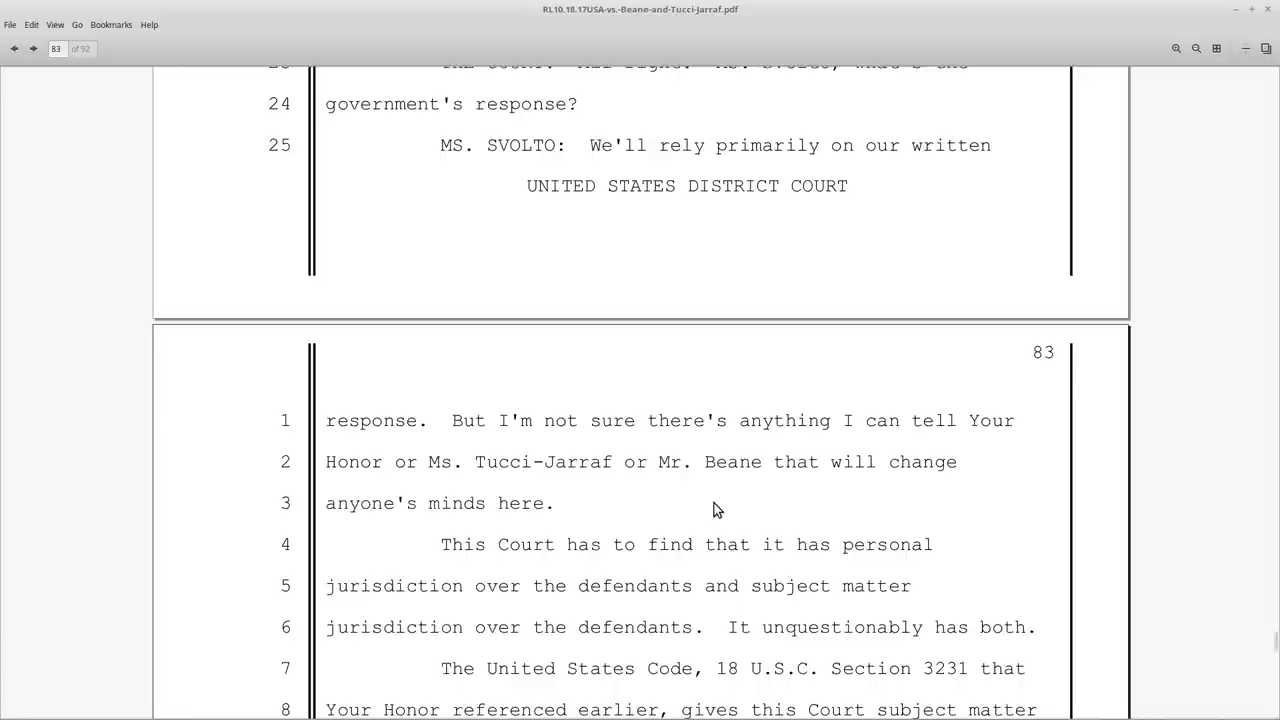 RL10.18.17USA-vs.-Beane-and-Tucci-Jarraf.pdf
File Edit View Go Bookmarks Help
83 of 92
24 government's response?
25 MS. SVOLTO: We'll rely primarily on our written
UNITED STATES DISTRICT COURT
83
1 response. But I'm not sure there's anything I can tell Your
2 Honor or Ms. Tucci-Jarraf or Mr. Beane that will change
3 anyone's minds here.
4 This Court has to find that it has personal
5 jurisdiction over the defendants and subject matter
6 jurisdiction over the defendants. It unquestionably has both.
7 The United States Code, 18 U.S.C. Section 3231 that
8 Your Honor referenced earlier, gives this Court subject matter